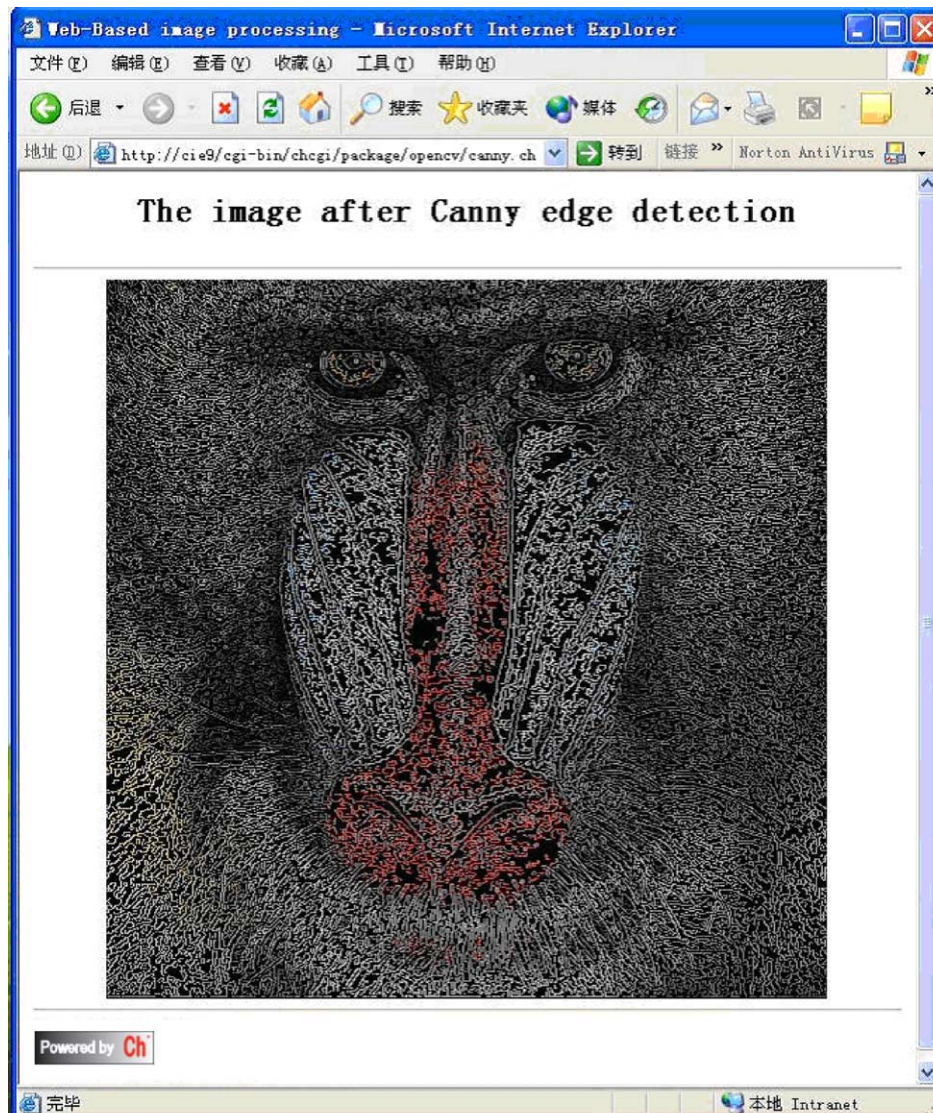 Web-Based image processing - Microsoft Internet Explorer
文件(F) 编辑(E) 查看(V) 收藏(A) 工具(T) 帮助(H)
后退 搜索 收藏夹 媒体
地址(D) http://cie9/cgi-bin/chcgi/package/opencv/canny.ch 转到 链接 » Norton AntiVirus
The image after Canny edge detection
Powered by Ch
完毕 本地 Intranet